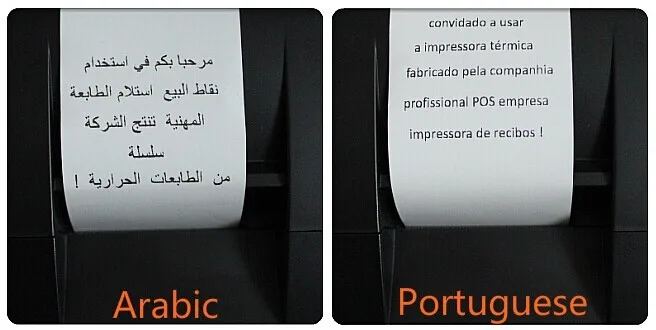 مرحبا بكم في استخدام
نقاط البيع استلام الطابعة
المهنية تنتج الشركة
سلسلة
من الطابعات الحرارية !
Arabic
convidado a usar
a impressora térmica
fabricado pela companhia
profissional POS empresa
impressora de recibos !
Portuguese